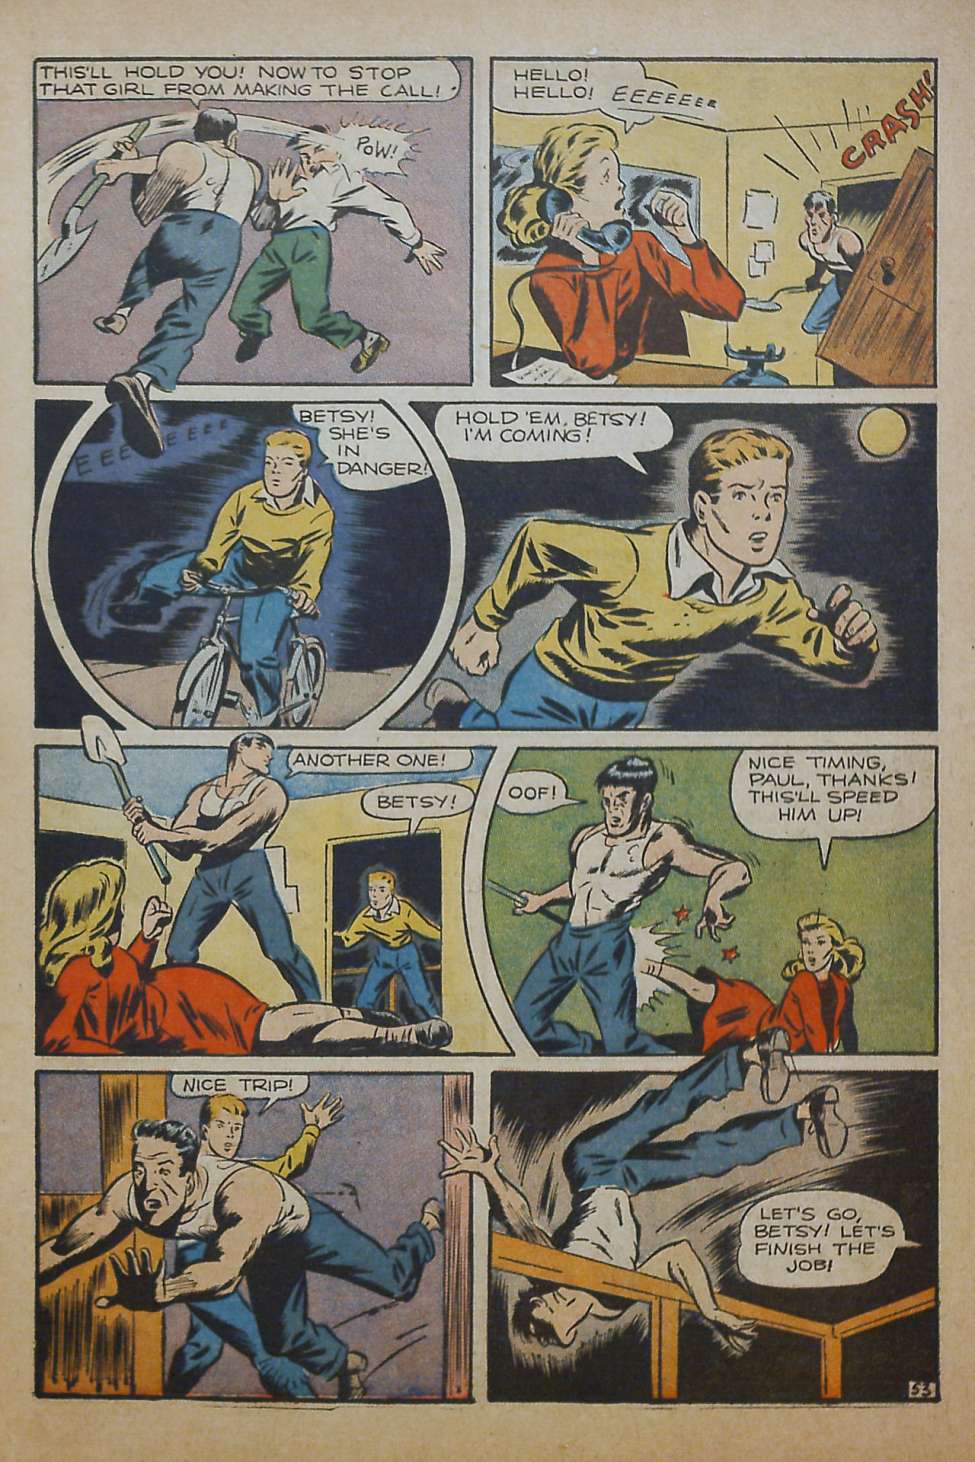 THIS'LL HOLD YOU! NOW TO STOP
THAT GIRL FROM MAKING THE CALL!
POW!
HELLO!
HELLO! EEEEEEE
CRASH!
EEEEEEEE
BETSY!
SHE'S
IN
DANGER!
HOLD 'EM, BETSY!
I'M COMING!
ANOTHER ONE!
BETSY!
OOF!
NICE TIMING,
PAUL, THANKS!
THIS'LL SPEED
HIM UP!
NICE TRIP!
LET'S GO,
BETSY! LET'S
FINISH THE
JOB!
53